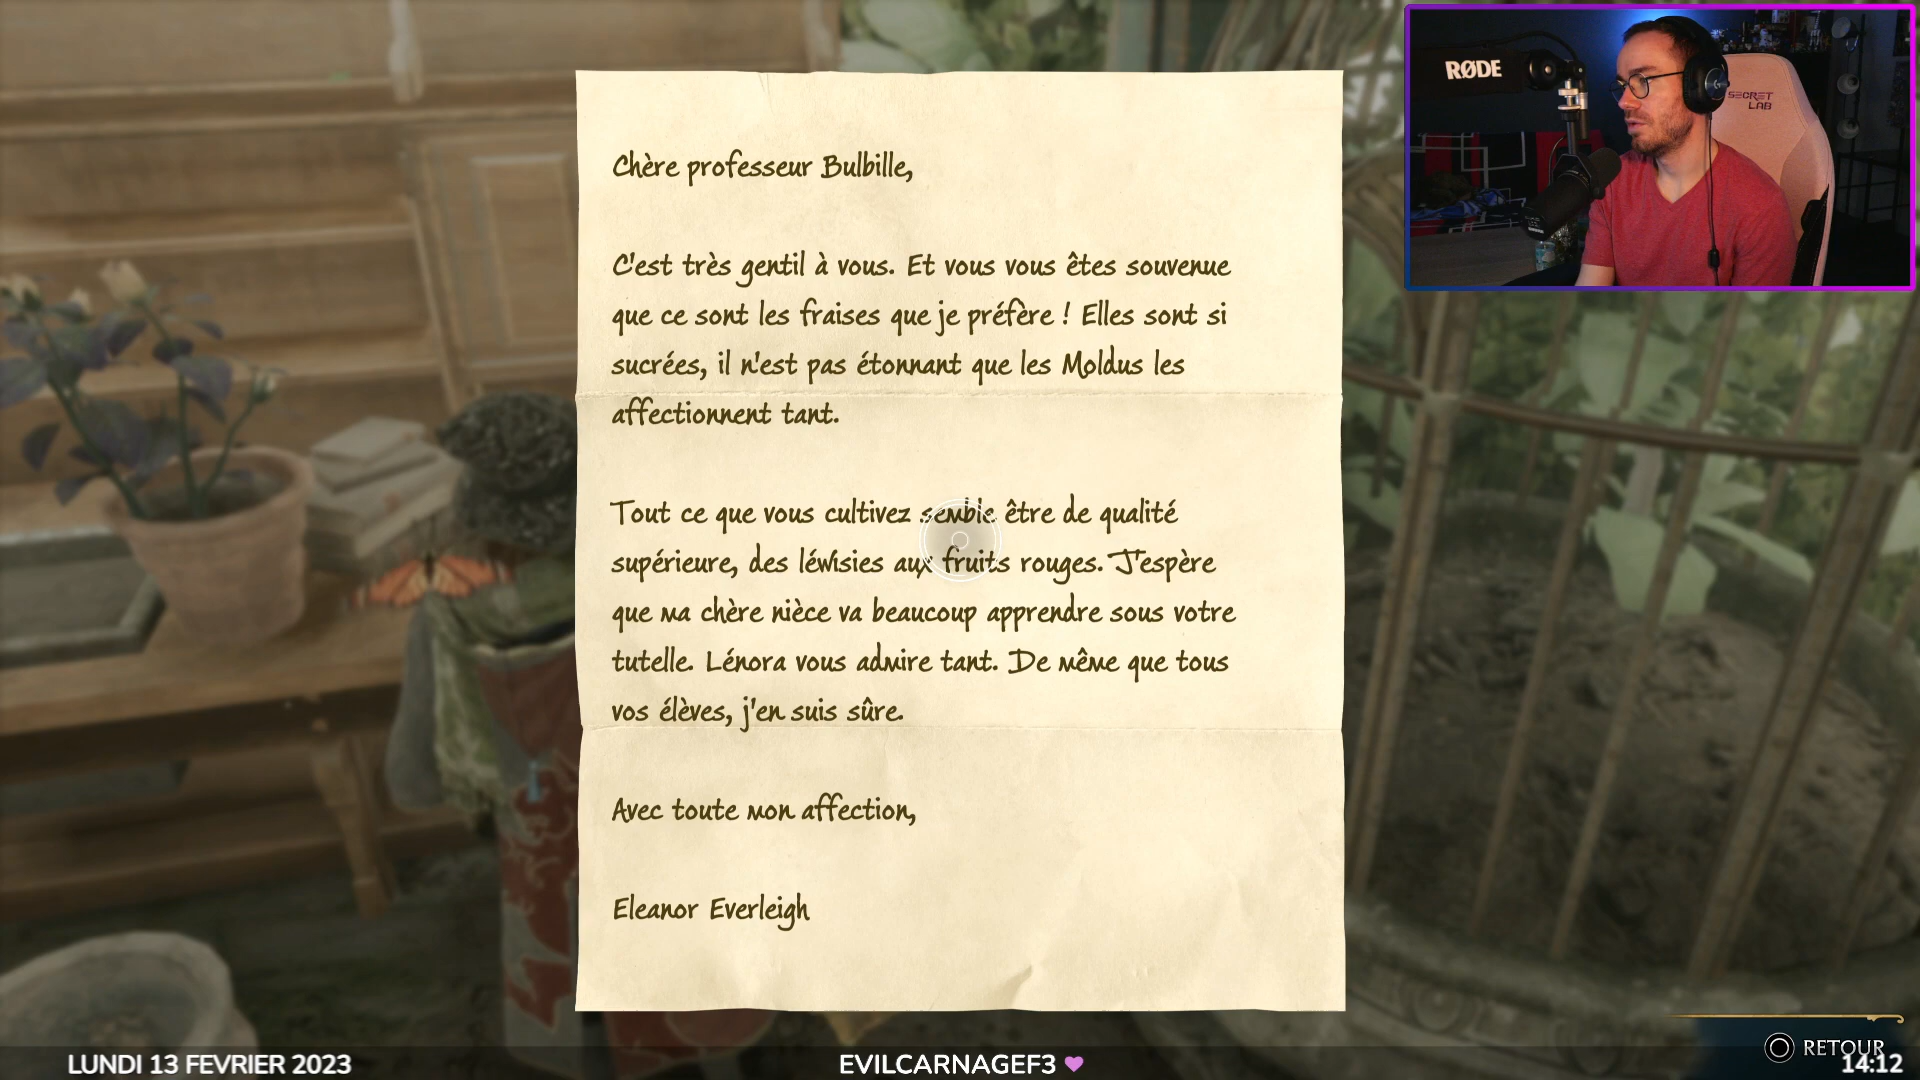 RØDE
SECRET
LAB
Chère professeur Bulbille,
C'est très gentil à vous. Et vous vous êtes souvenue
que ce sont les fraises que je préfère ! Elles sont si
sucrées, il n'est pas étonnant que les Moldus les
affectionnent tant.
Tout ce que vous cultivez semble être de qualité
supérieure, des léwisies aux fruits rouges. J'espère
que ma chère nièce va beaucoup apprendre sous votre
tutelle. Lénora vous admire tant. De même que tous
vos élèves, j'en suis sûre.
Avec toute mon affection,
Eleanor Everleigh
RETOUR
LUNDI 13 FEVRIER 2023
EVILCARNAGEF3
14:12